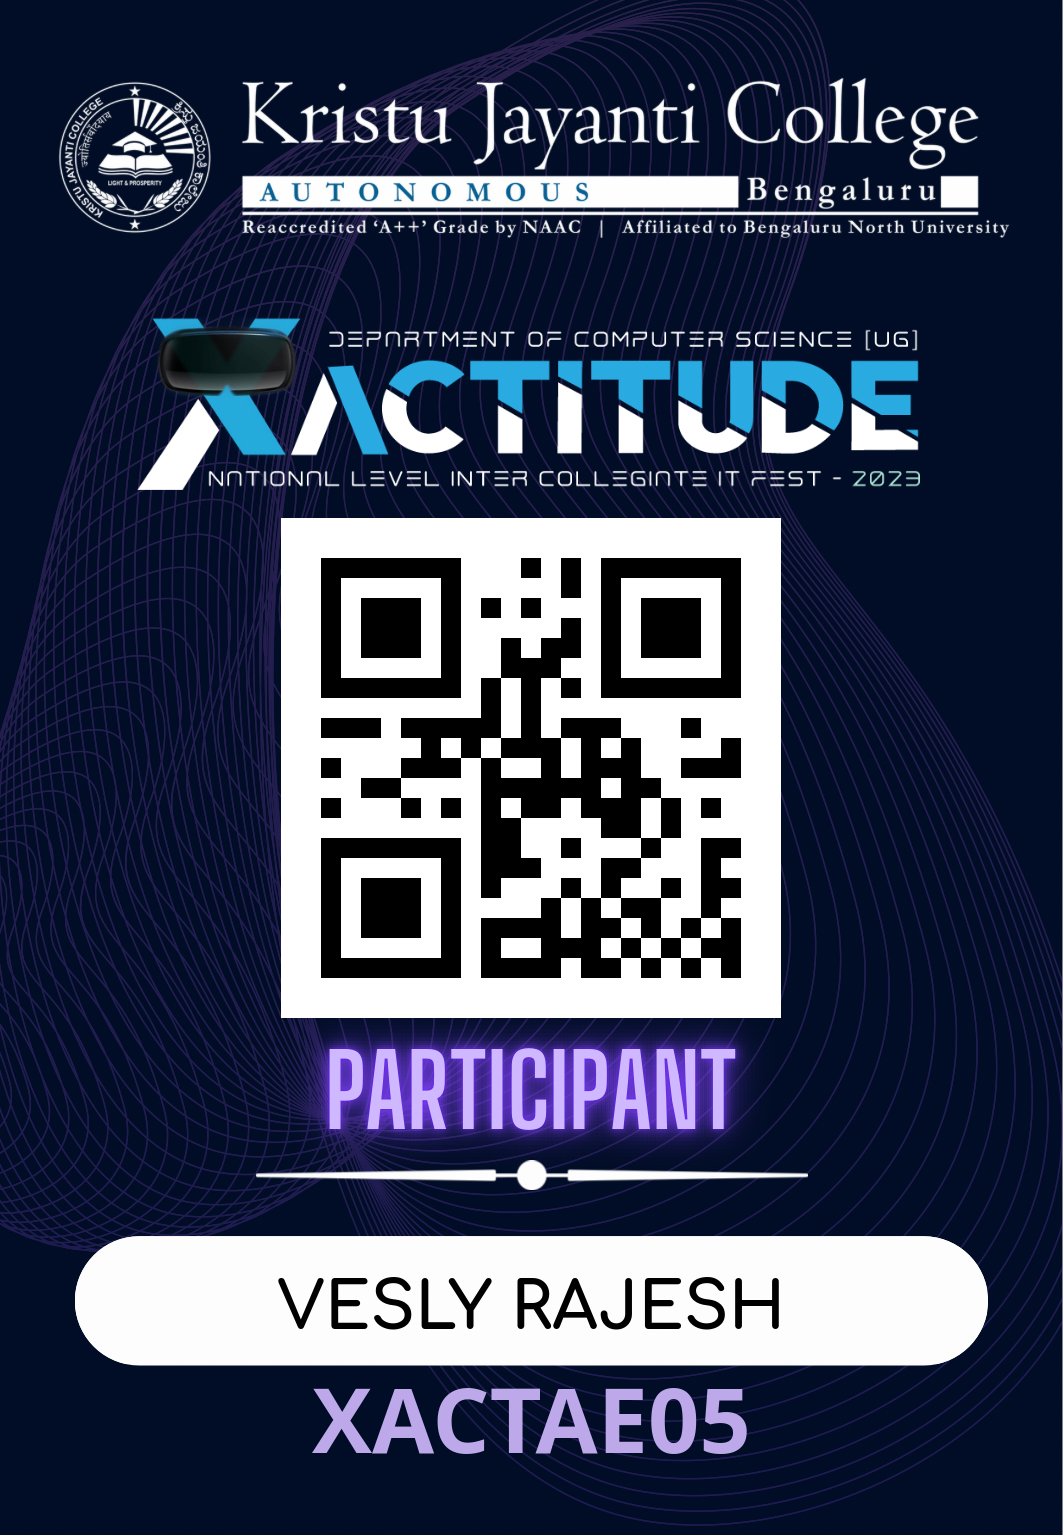 Kristu Jayanti College
AUTONOMOUS Bengaluru
Reaccredited ‘A++’ Grade by NAAC | Affiliated to Bengaluru North University
KRISTU JAYANTI COLLEGE
LIGHT & PROSPERITY
DEPARTMENT OF COMPUTER SCIENCE [UG]
XACTITUDE
NATIONAL LEVEL INTER COLLEGIATE IT FEST - 2023
PARTICIPANT
VESLY RAJESH
XACTAE05